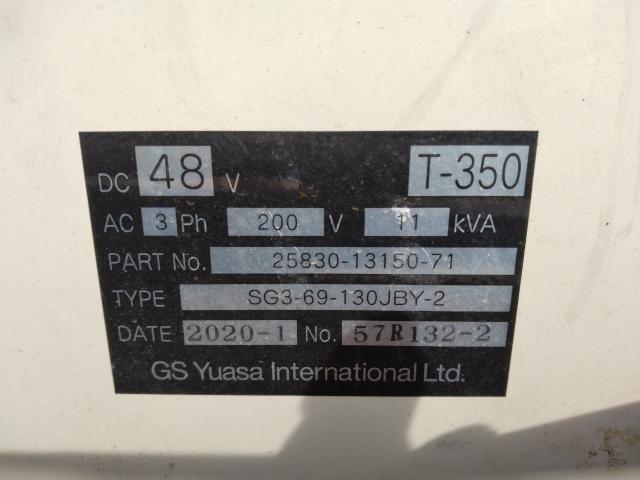 DC 48 V T-350
AC 3 Ph 200 V 11 kVA
PART No. 25830-13150-71
TYPE SG3-69-130JBY-2
DATE 2020-1 No. 57R132-2
GS Yuasa International Ltd.